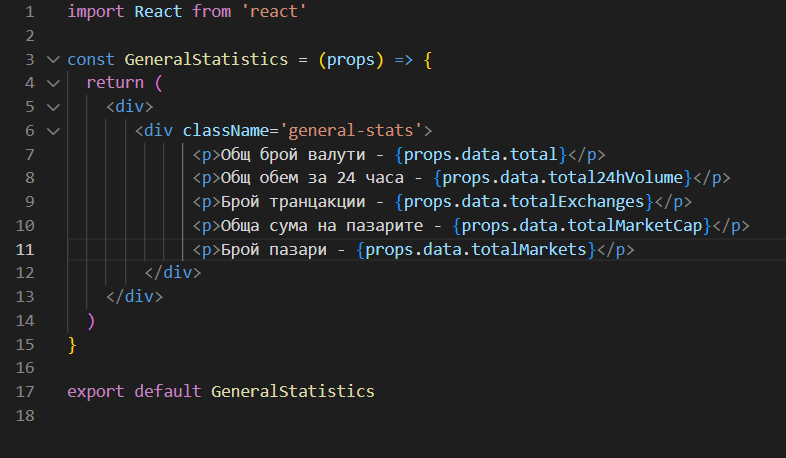 1 import React from 'react'
2
3 const GeneralStatistics = (props) => {
4 return (
5 <div>
6 <div className='general-stats'>
7 <p>Общ брой валути - {props.data.total}</p>
8 <p>Общ обем за 24 часа - {props.data.total24hVolume}</p>
9 <p>Брой транцакции - {props.data.totalExchanges}</p>
10 <p>Обща сума на пазарите - {props.data.totalMarketCap}</p>
11 <p>Брой пазари - {props.data.totalMarkets}</p>
12 </div>
13 </div>
14 )
15 }
16
17 export default GeneralStatistics
18